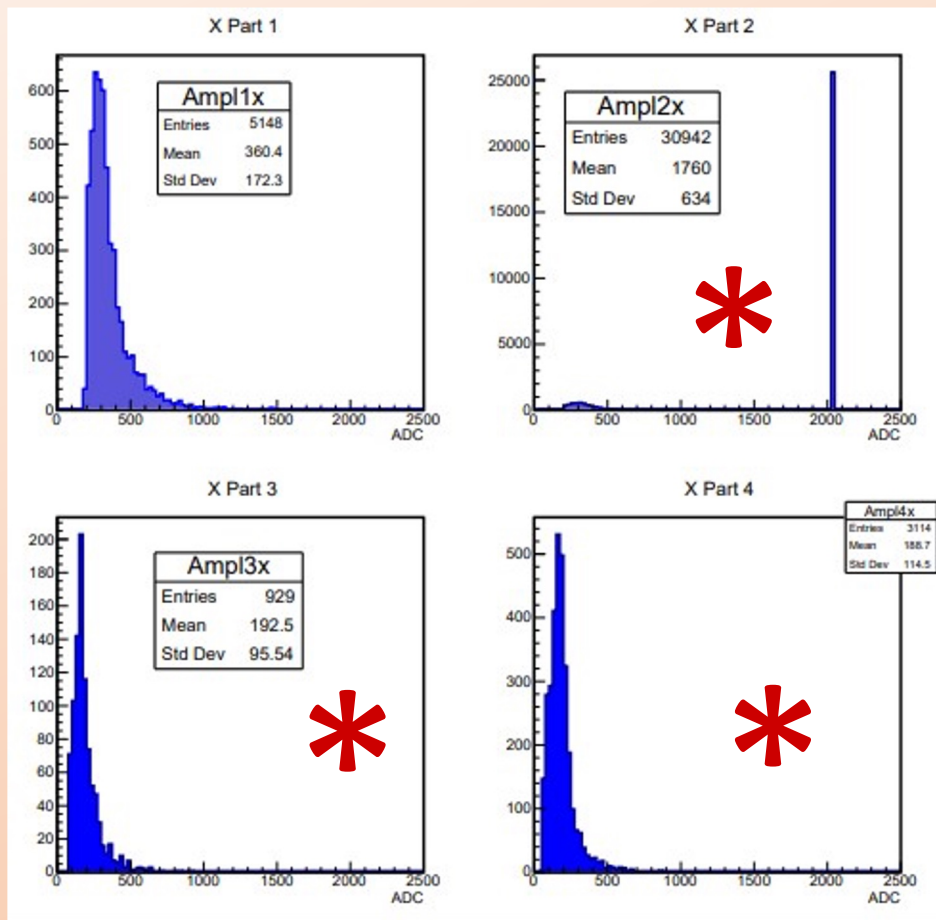 X Part 1
600
500
400
300
200
100
0
Ampl1x
Entries 5148
Mean 360.4
Std Dev 172.3
0 500 1000 1500 2000 2500
ADC
X Part 2
25000
20000
15000
10000
5000
0
Ampl2x
Entries 30942
Mean 1760
Std Dev 634
0 500 1000 1500 2000 2500
ADC
X Part 3
200
180
160
140
120
100
80
60
40
20
0
Ampl3x
Entries 929
Mean 192.5
Std Dev 95.54
0 500 1000 1500 2000 2500
ADC
X Part 4
500
400
300
200
100
0
Ampl4x
Entries 3114
Mean 188.7
Std Dev 114.5
0 500 1000 1500 2000 2500
ADC